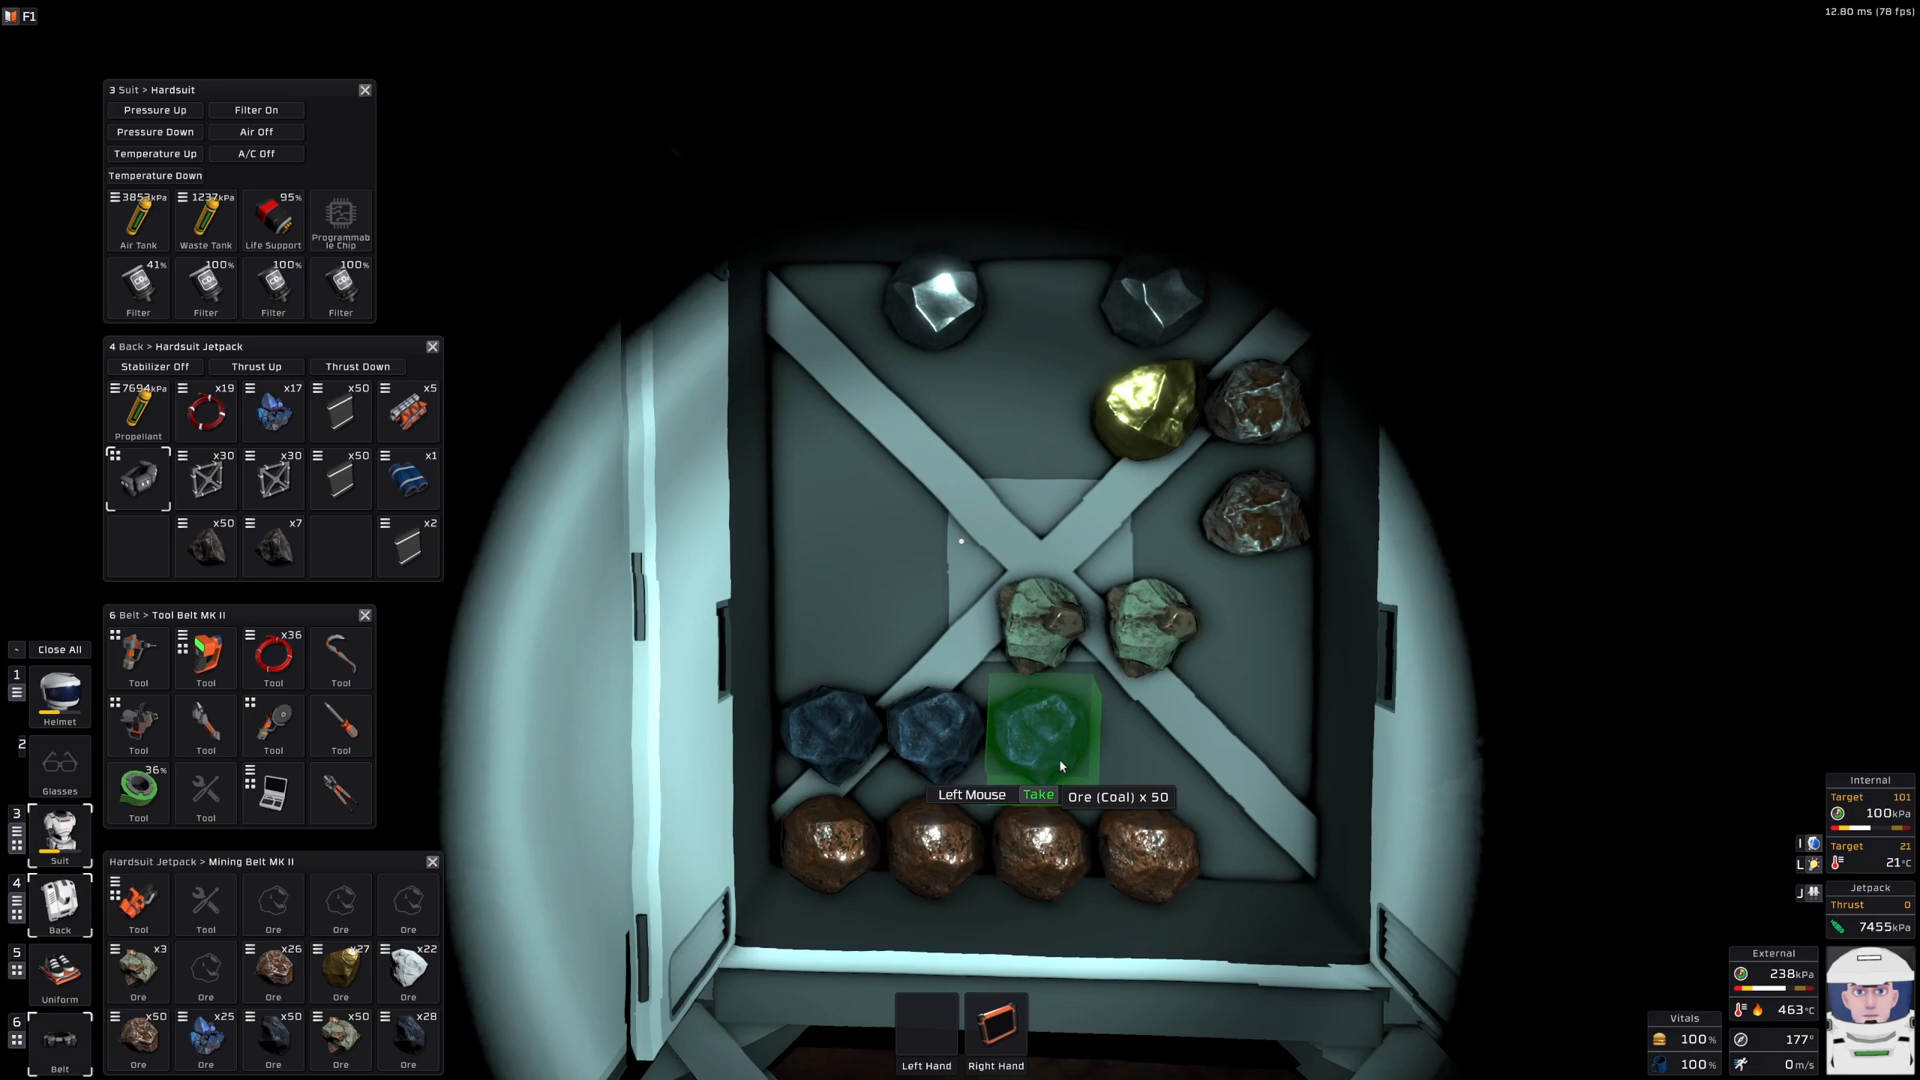 F1
12.80 ms (78 fps)
3 Suit > Hardsuit
Pressure Up
Filter On
Pressure Down
Air Off
Temperature Up
A/C Off
Temperature Down
3853kPa
1237kPa
95%
Air Tank
Waste Tank
Life Support
Programmab
le Chip
41%
100%
100%
100%
Filter
Filter
Filter
Filter
4 Back > Hardsuit Jetpack
Stabilizer Off
Thrust Up
Thrust Down
7694kPa
x19
x17
x50
x5
Propellant
x30
x30
x50
x1
x50
x7
x2
6 Belt > Tool Belt MK II
x36
Tool
Tool
Tool
Tool
Tool
Tool
Tool
Tool
36%
Tool
Tool
Tool
Tool
- Close All
1
Helmet
2
Glasses
3
Suit
4
Back
5
Uniform
6
Belt
Hardsuit Jetpack > Mining Belt MK II
Tool
Tool
Ore
Ore
Ore
x3
x26
x27
x22
Ore
Ore
Ore
Ore
Ore
x50
x25
x50
x50
x28
Ore
Ore
Ore
Ore
Ore
Left Mouse Take Ore (Coal) x 50
Left Hand
Right Hand
Internal
Target 101
100kPa
Target 21
21°C
I
L
J
Jetpack
Thrust 0
7455kPa
External
238kPa
463°C
177°
0m/s
Vitals
100%
100%